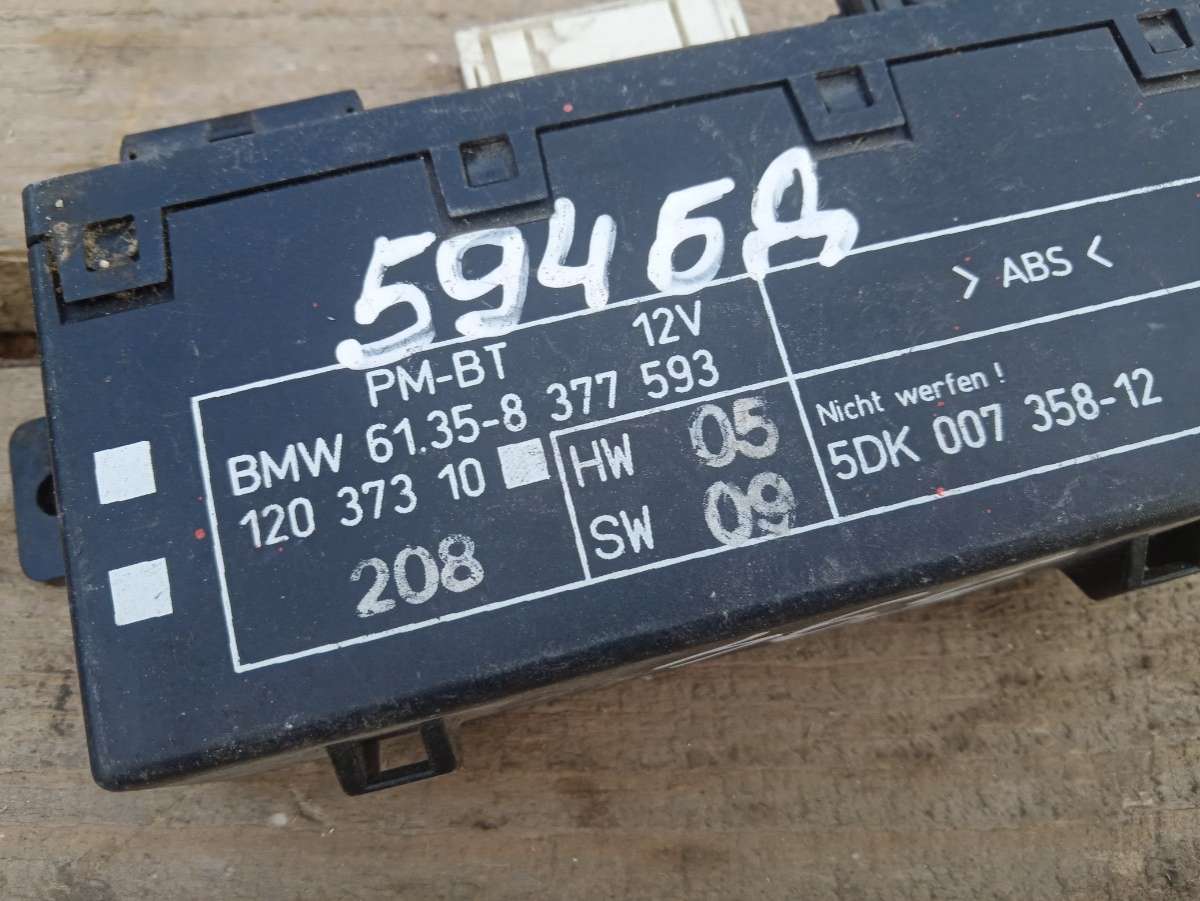 5946Д
PM-BT 12V
BMW 61.35-8 377 593
120 373 10
208
HW 05
SW 09
> ABS <
Nicht werfen!
5DK 007 358-12